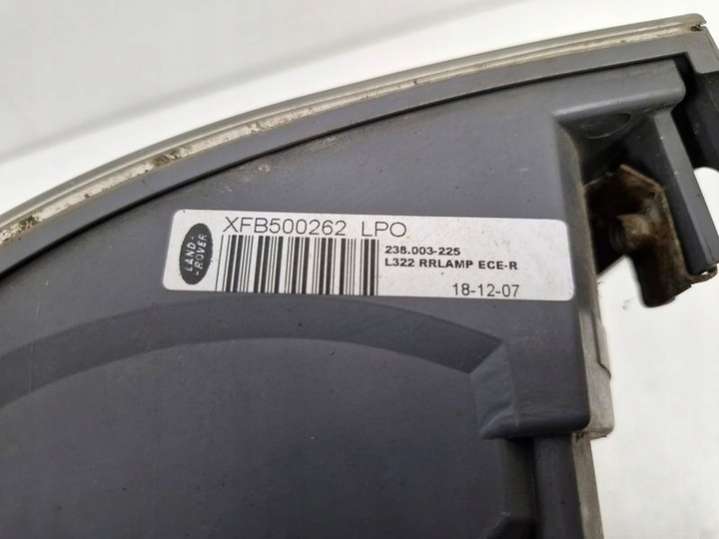 LAND-
ROVER
XFB500262 LPO
238.003-225
L322 RRLAMP ECE-R
18-12-07